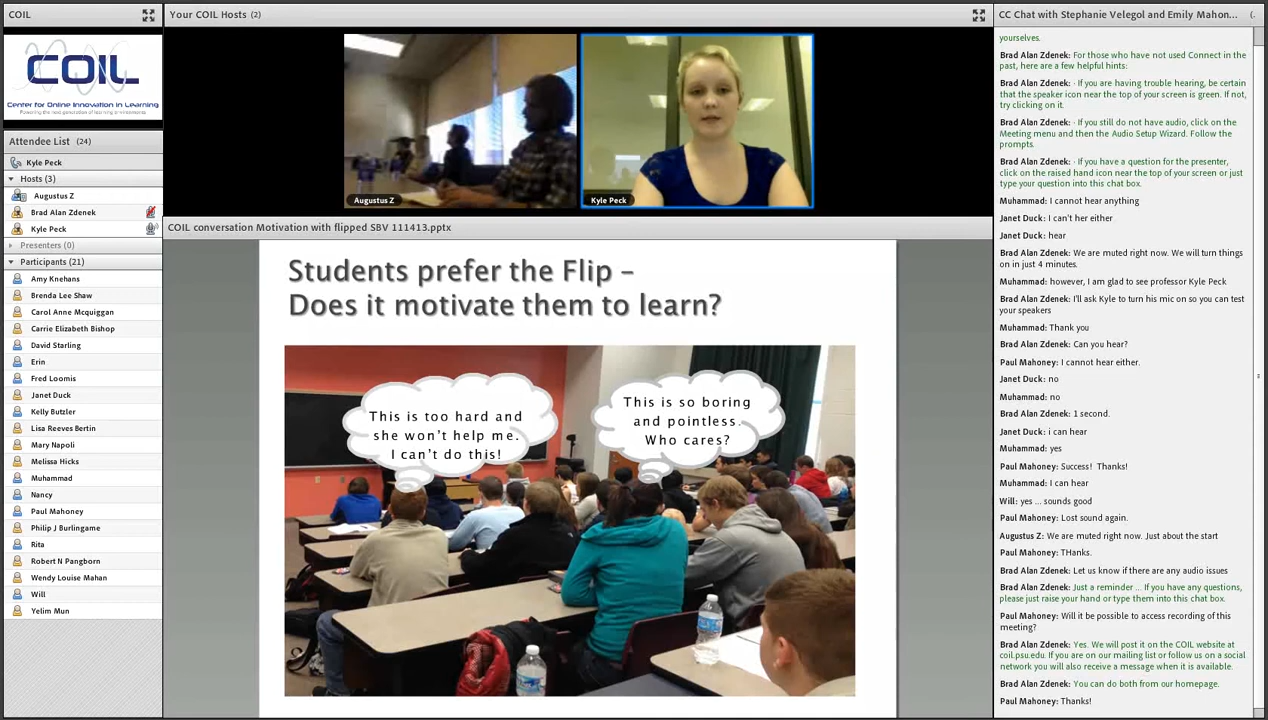 COIL
COIL
Center for Online Innovation in Learning
Powering the next generation of learning environments
Attendee List (24)
Kyle Peck
Hosts (3)
Augustus Z
Brad Alan Zdenek
Kyle Peck
Presenters (0)
Participants (21)
Amy Knehans
Brenda Lee Shaw
Carol Anne Mcquiggan
Carrie Elizabeth Bishop
David Starling
Erin
Fred Loomis
Janet Duck
Kelly Butzler
Lisa Reeves Bertin
Mary Napoli
Melissa Hicks
Muhammad
Nancy
Paul Mahoney
Philip J Burlingame
Rita
Robert N Pangborn
Wendy Louise Mahan
Will
Yelim Mun
Your COIL Hosts (2)
Augustus Z
Kyle Peck
COIL conversation Motivation with flipped SBV 111413.pptx
Students prefer the Flip –
Does it motivate them to learn?
This is too hard and
she won't help me.
I can't do this!
This is so boring
and pointless.
Who cares?
CC Chat with Stephanie Velegol and Emily Mahon...
yourselves.
Brad Alan Zdenek: For those who have not used Connect in the
past, here are a few helpful hints:
Brad Alan Zdenek: · If you are having trouble hearing, be certain
that the speaker icon near the top of your screen is green. If not,
try clicking on it.
Brad Alan Zdenek: · If you still do not have audio, click on the
Meeting menu and then the Audio Setup Wizard. Follow the
prompts.
Brad Alan Zdenek: · If you have a question for the presenter,
click on the raised hand icon near the top of your screen or just
type your question into this chat box.
Muhammad: I cannot hear anything
Janet Duck: I can't her either
Janet Duck: hear
Brad Alan Zdenek: We are muted right now. We will turn things
on in just 4 minutes.
Muhammad: however, I am glad to see professor Kyle Peck
Brad Alan Zdenek: I'll ask Kyle to turn his mic on so you can test
your speakers
Muhammad: Thank you
Brad Alan Zdenek: Can you hear?
Paul Mahoney: I cannot hear either.
Janet Duck: no
Muhammad: no
Brad Alan Zdenek: 1 second.
Janet Duck: i can hear
Muhammad: yes
Paul Mahoney: Success! Thanks!
Muhammad: I can hear
Will: yes ... sounds good
Paul Mahoney: Lost sound again.
Augustus Z: We are muted right now. Just about the start
Paul Mahoney: THanks.
Brad Alan Zdenek: Let us know if there are any audio issues
Brad Alan Zdenek: Just a reminder ... If you have any questions,
please just raise your hand or type them into this chat box.
Paul Mahoney: Will it be possible to access recording of this
meeting?
Brad Alan Zdenek: Yes. We will post it on the COIL website at
coil.psu.edu. If you are on our mailing list or follow us on a social
network you will also receive a message when it is available.
Brad Alan Zdenek: You can do both from our homepage.
Paul Mahoney: Thanks!